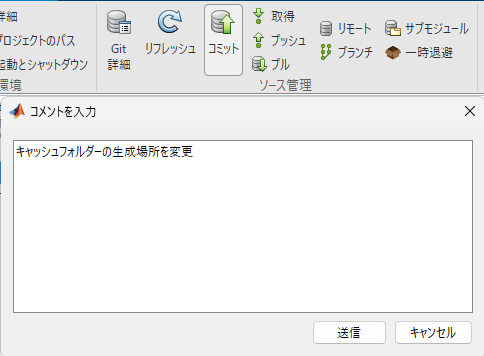 詳細
プロジェクトのパス
起動とシャットダウン
環境
Git
詳細
リフレッシュ
コミット
取得
プッシュ
プル
リモート
ブランチ
サブモジュール
一時退避
ソース管理
コメントを入力
キャッシュフォルダーの生成場所を変更
送信
キャンセル